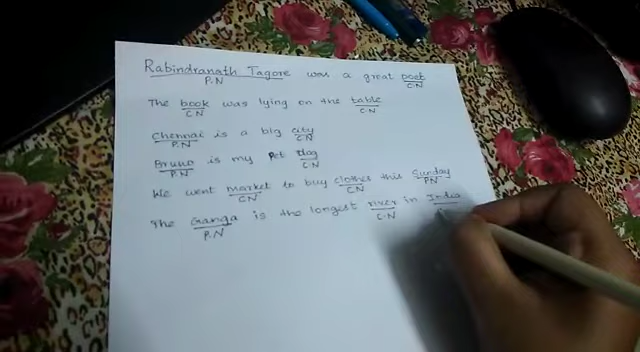 Rabindranath Tagore was a great poet
P.N C.N
The book was lying on the table
C.N C.N
Chennai is a big city
P.N C.N
Bruno is my pet dog
P.N C.N
We went market to buy clothes this Sunday
C.N C.N P.N
The Ganga is the longest river in India
P.N C.N